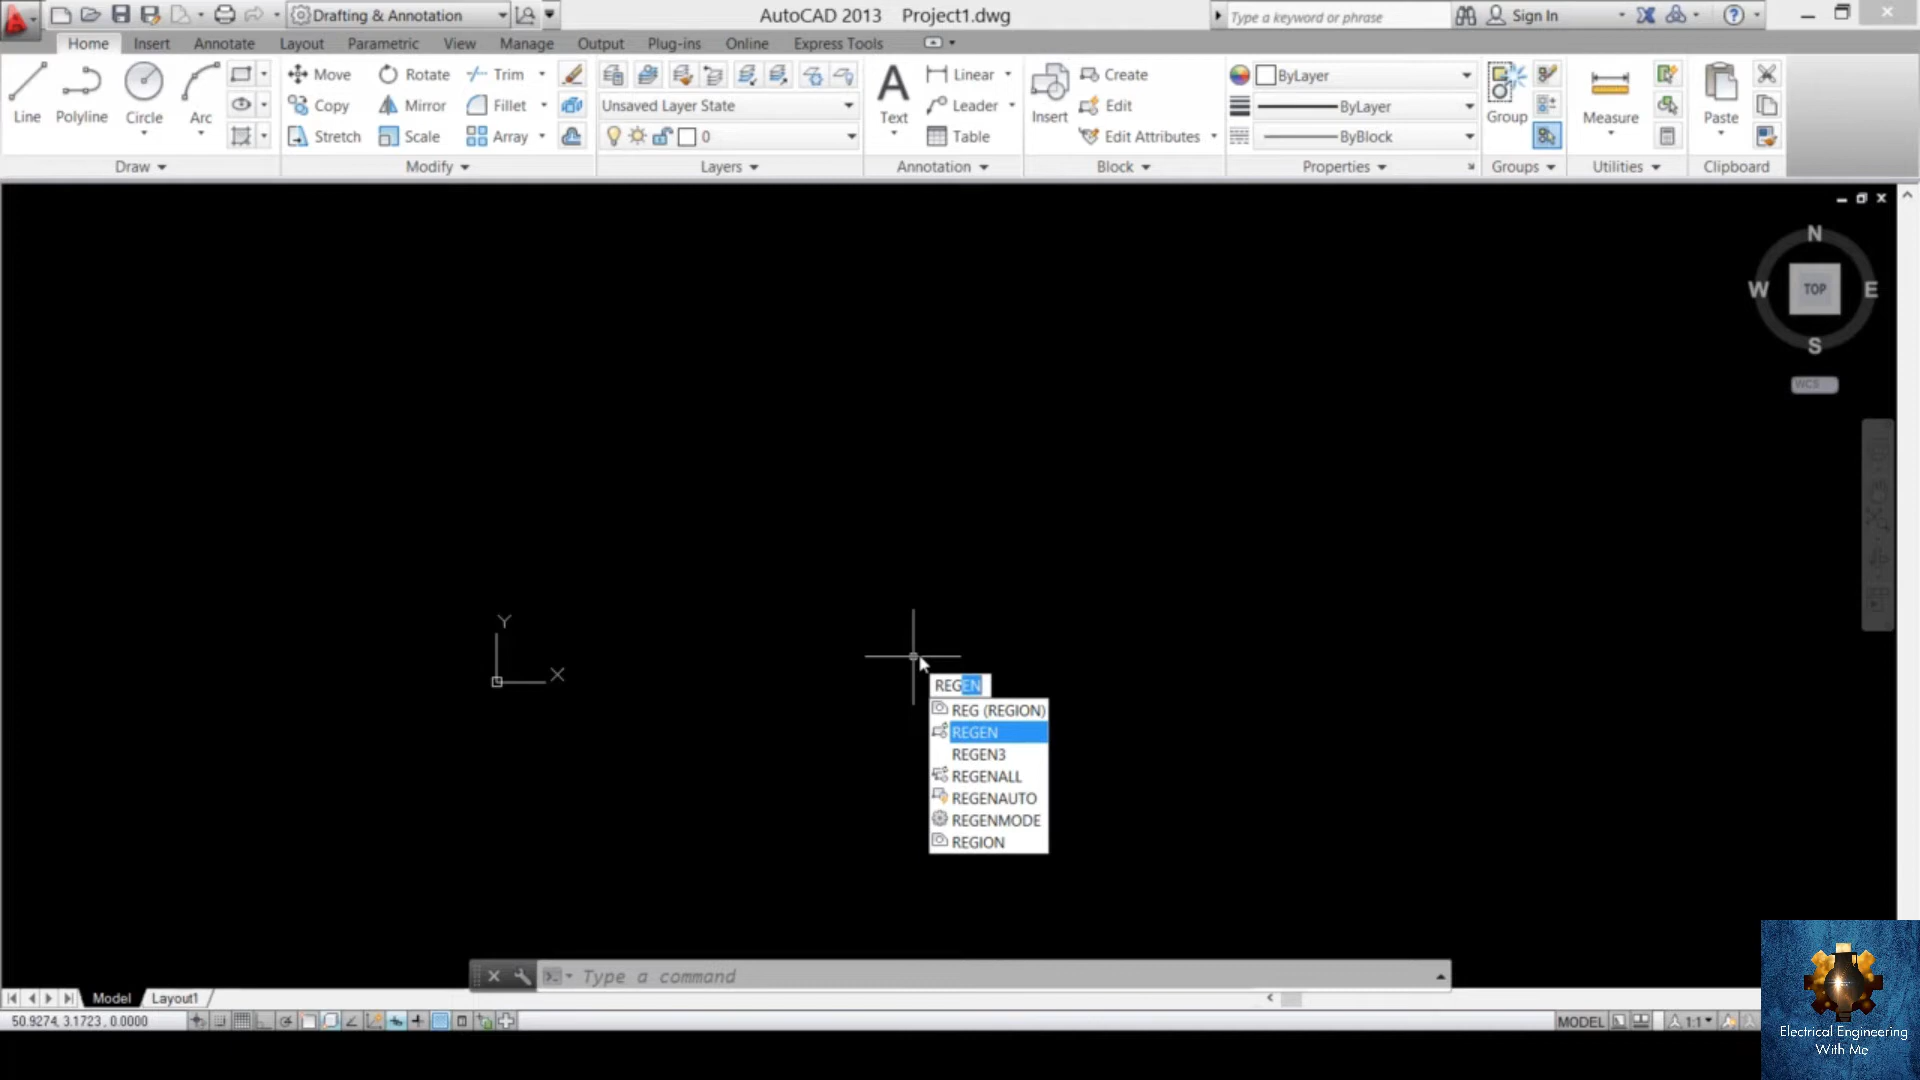 Drafting & Annotation
AutoCAD 2013 Project1.dwg
Type a keyword or phrase
Sign In
Home Insert Annotate Layout Parametric View Manage Output Plug-ins Online Express Tools
Line
Polyline
Circle
Arc
Move
Rotate
Trim
Copy
Mirror
Fillet
Stretch
Scale
Array
Unsaved Layer State
0
Text
Linear
Leader
Table
Insert
Create
Edit
Edit Attributes
ByLayer
ByLayer
ByBlock
Group
Measure
Paste
Draw
Modify
Layers
Annotation
Block
Properties
Groups
Utilities
Clipboard
N
W TOP E
S
WCS
Y
X
REGEN
REG (REGION)
REGEN
REGEN3
REGENALL
REGENAUTO
REGENMODE
REGION
Type a command
Model Layout1
50.9274, 3.1723, 0.0000
MODEL
1:1
Electrical Engineering
With Me